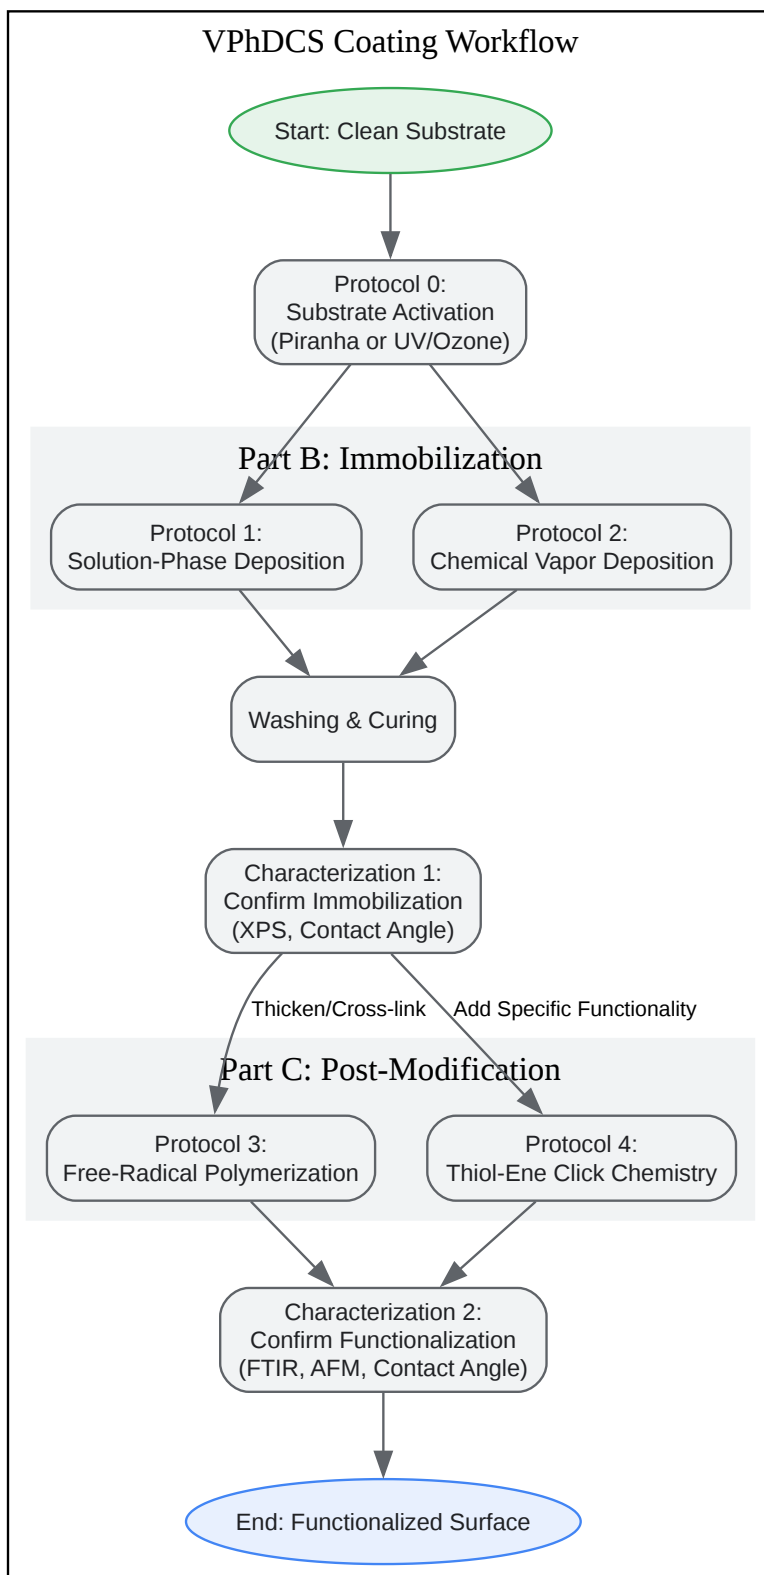 VPhDCS Coating Workflow
Start: Clean Substrate
Protocol 0:
Substrate Activation
(Piranha or UV/Ozone)
Part B: Immobilization
Protocol 1:
Solution-Phase Deposition
Protocol 2:
Chemical Vapor Deposition
Washing & Curing
Characterization 1:
Confirm Immobilization
(XPS, Contact Angle)
Thicken/Cross-link
Add Specific Functionality
Part C: Post-Modification
Protocol 3:
Free-Radical Polymerization
Protocol 4:
Thiol-Ene Click Chemistry
Characterization 2:
Confirm Functionalization
(FTIR, AFM, Contact Angle)
End: Functionalized Surface